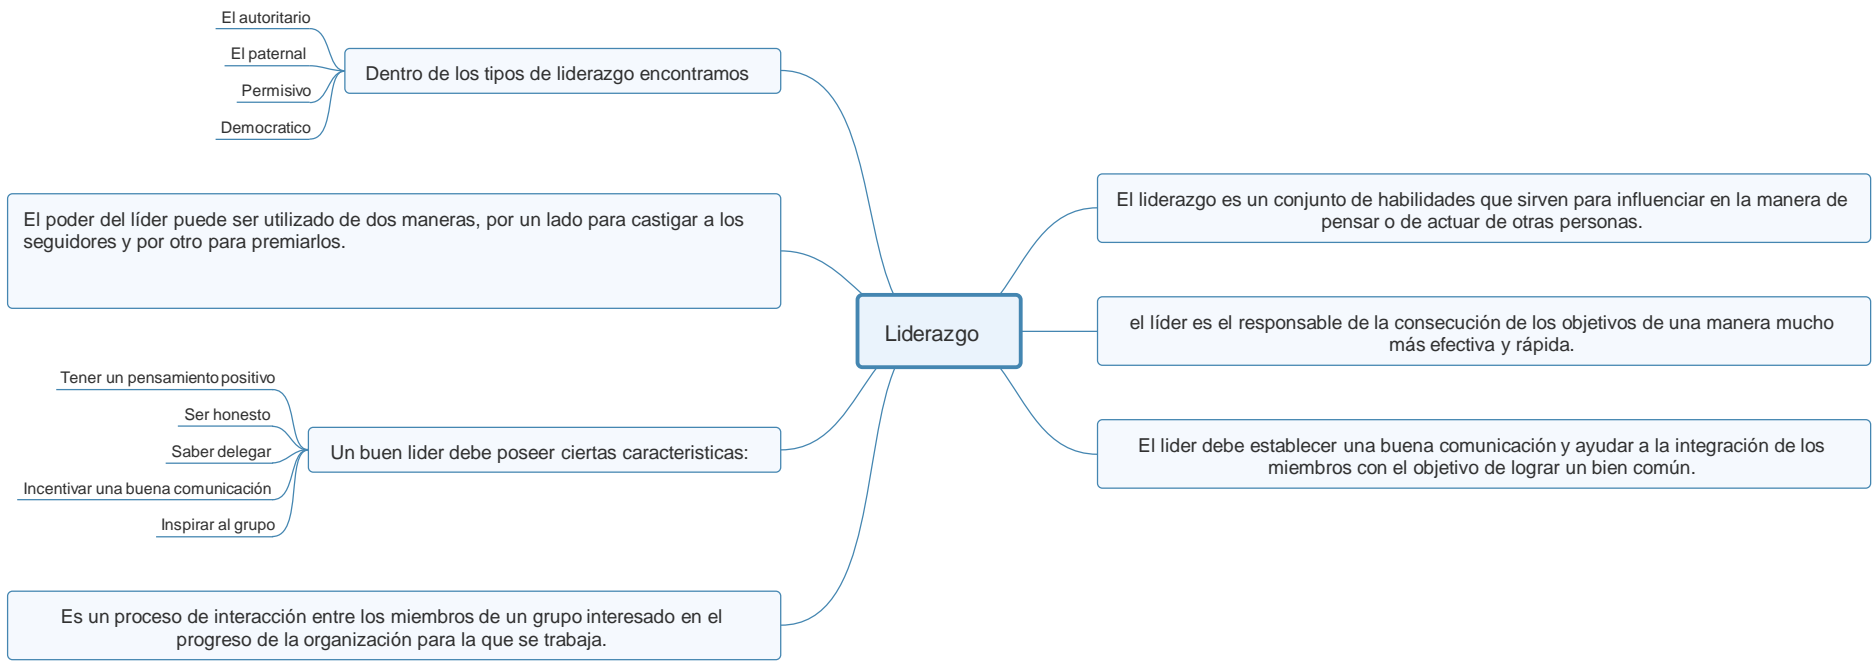 El autoritario
El paternal
Permisivo
Democratico
Dentro de los tipos de liderazgo encontramos
El poder del líder puede ser utilizado de dos maneras, por un lado para castigar a los
seguidores y por otro para premiarlos.
Tener un pensamiento positivo
Ser honesto
Saber delegar
Incentivar una buena comunicación
Inspirar al grupo
Un buen lider debe poseer ciertas caracteristicas:
Es un proceso de interacción entre los miembros de un grupo interesado en el
progreso de la organización para la que se trabaja.
Liderazgo
El liderazgo es un conjunto de habilidades que sirven para influenciar en la manera de
pensar o de actuar de otras personas.
el líder es el responsable de la consecución de los objetivos de una manera mucho
más efectiva y rápida.
El lider debe establecer una buena comunicación y ayudar a la integración de los
miembros con el objetivo de lograr un bien común.